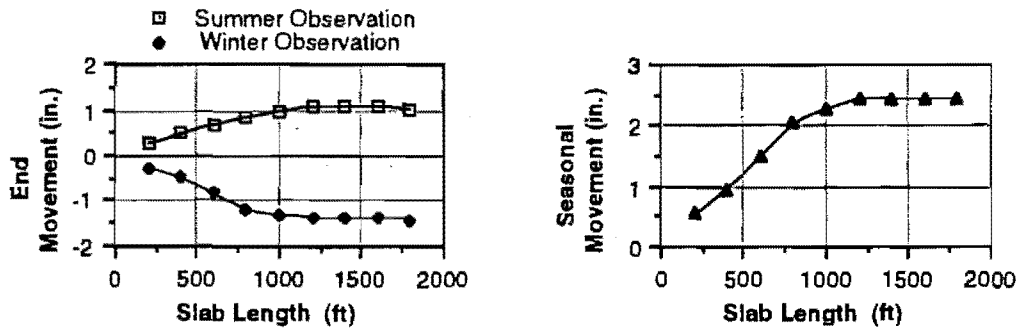 Summer Observation
Winter Observation
End
Movement (in.)
2
1
0
-1
-2
0 500 1000 1500 2000
Slab Length (ft)
Seasonal
Movement (in.)
3
2
1
0
0 500 1000 1500 2000
Slab Length (ft)